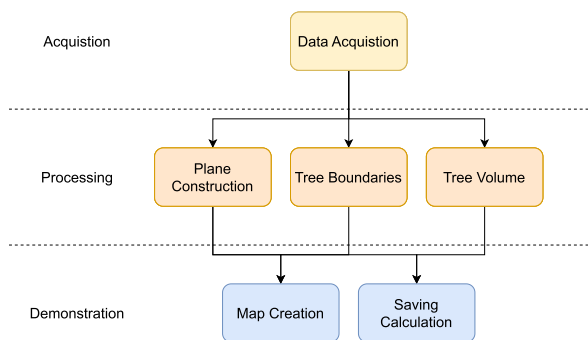 Acquistion
Data Acquistion
Processing
Plane
Construction
Tree Boundaries
Tree Volume
Demonstration
Map Creation
Saving
Calculation